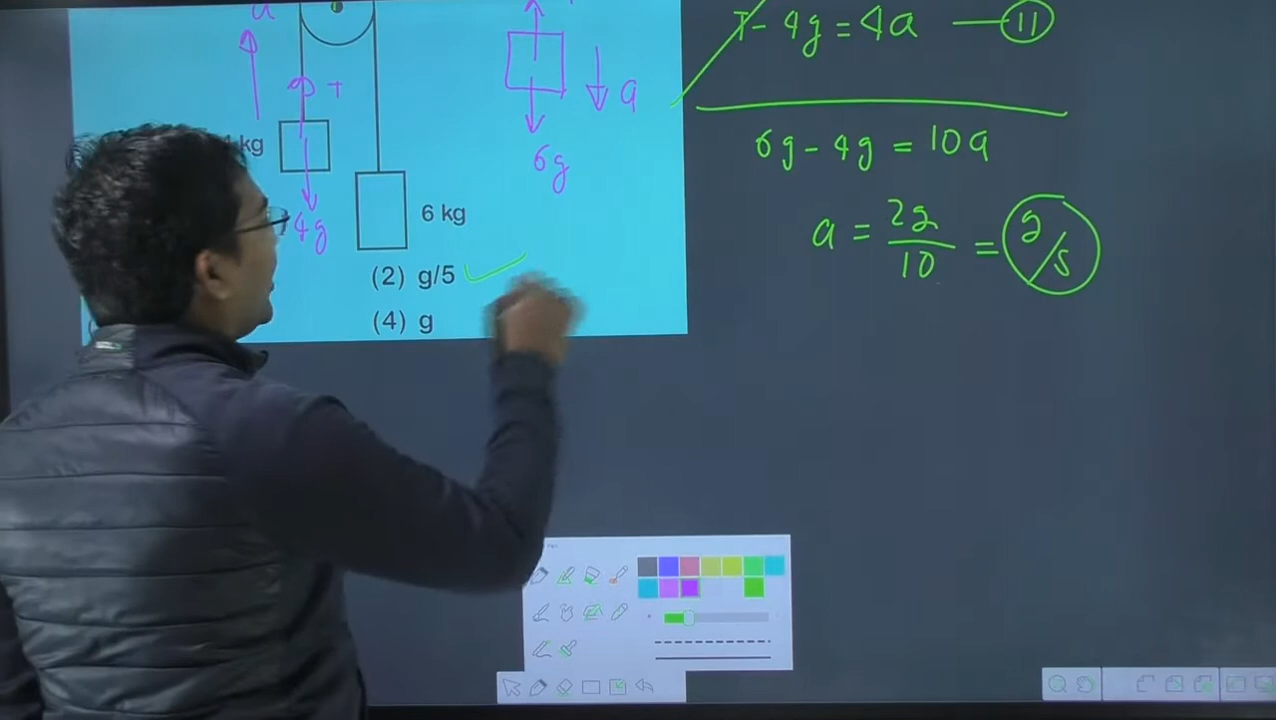 a
T
kg
4g
6 kg
6g
a
(2) g/5
(4) g
T - 4g = 4a — 11
6g - 4g = 10a
a = 2g/10 = g/5